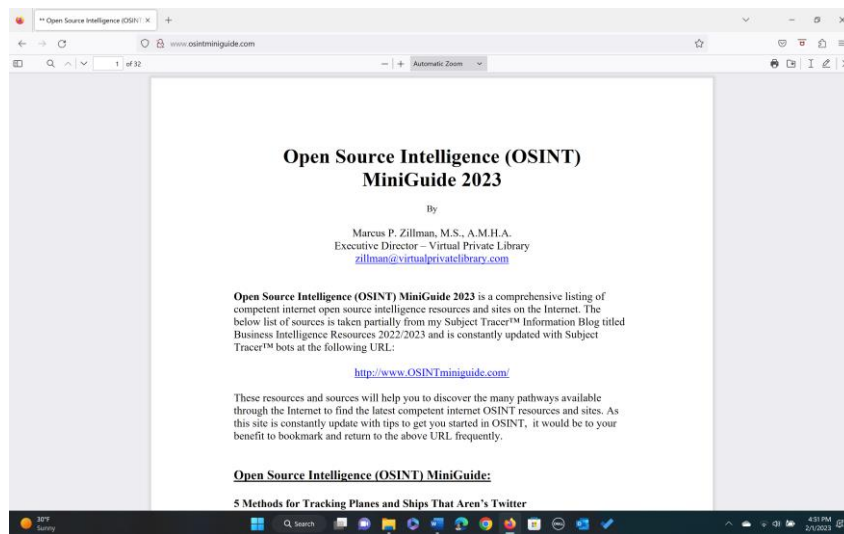 ** Open Source Intelligence (OSINT
www.osintminiguide.com
1 of 32
Automatic Zoom
Open Source Intelligence (OSINT)
MiniGuide 2023
By
Marcus P. Zillman, M.S., A.M.H.A.
Executive Director – Virtual Private Library
zillman@virtualprivatelibrary.com
Open Source Intelligence (OSINT) MiniGuide 2023 is a comprehensive listing of
competent internet open source intelligence resources and sites on the Internet. The
below list of sources is taken partially from my Subject Tracer™ Information Blog titled
Business Intelligence Resources 2022/2023 and is constantly updated with Subject
Tracer™ bots at the following URL:
http://www.OSINTminiguide.com/
These resources and sources will help you to discover the many pathways available
through the Internet to find the latest competent internet OSINT resources and sites. As
this site is constantly update with tips to get you started in OSINT, it would be to your
benefit to bookmark and return to the above URL frequently.
Open Source Intelligence (OSINT) MiniGuide:
5 Methods for Tracking Planes and Ships That Aren’s Twitter
30°F
Sunny
Search
4:51 PM
2/1/2023